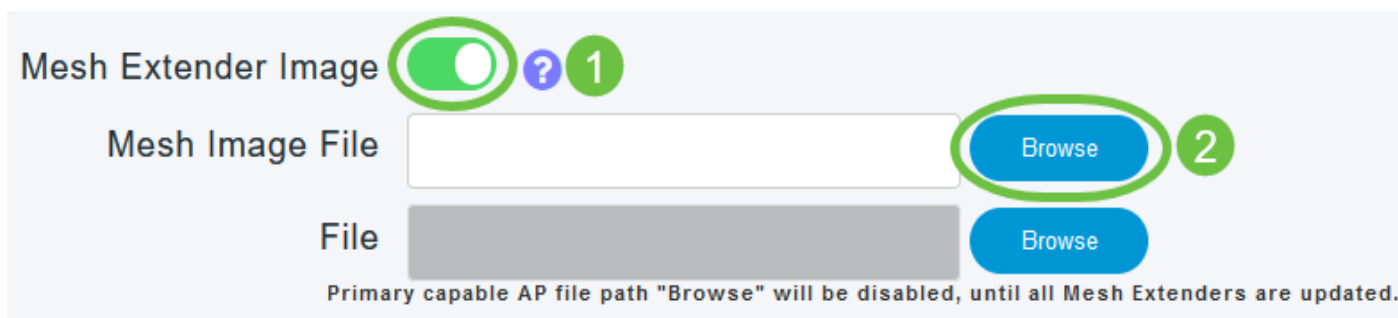 Mesh Extender Image ? 1
Mesh Image File Browse 2
File Browse
Primary capable AP file path "Browse" will be disabled, until all Mesh Extenders are updated.